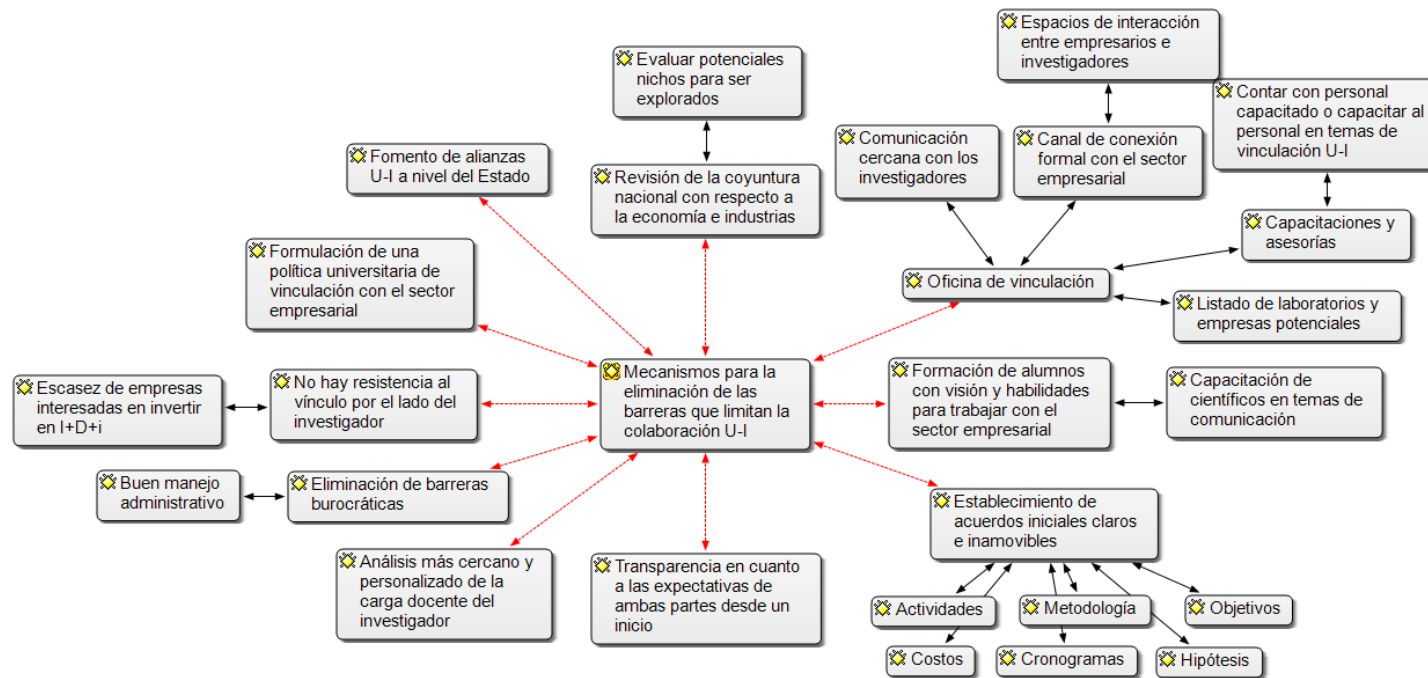 Espacios de interacción
entre empresarios e
investigadores
Evaluar potenciales
nichos para ser
explorados
Contar con personal
capacitado o capacitar al
personal en temas de
vinculación U-I
Comunicación
cercana con los
investigadores
Canal de conexión
formal con el sector
empresarial
Fomento de alianzas
U-I a nivel del Estado
Revisión de la coyuntura
nacional con respecto a
la economía e industrias
Capacitaciones y
asesorías
Formulación de una
política universitaria de
vinculación con el sector
empresarial
Oficina de vinculación
Listado de laboratorios y
empresas potenciales
Escasez de empresas
interesadas en invertir
en I+D+i
No hay resistencia al
vínculo por el lado del
investigador
Mecanismos para la
eliminación de las
barreras que limitan la
colaboración U-I
Formación de alumnos
con visión y habilidades
para trabajar con el
sector empresarial
Capacitación de
científicos en temas de
comunicación
Buen manejo
administrativo
Eliminación de barreras
burocráticas
Establecimiento de
acuerdos iniciales claros
e inamovibles
Análisis más cercano y
personalizado de la
carga docente del
investigador
Transparencia en cuanto
a las expectativas de
ambas partes desde un
inicio
Actividades
Metodología
Objetivos
Costos
Cronogramas
Hipótesis